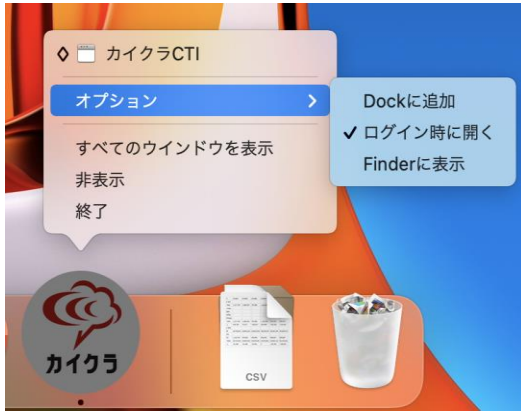 カイクラCTI
オプション
すべてのウインドウを表示
非表示
終了
Dockに追加
ログイン時に開く
Finderに表示
カイクラ
CSV